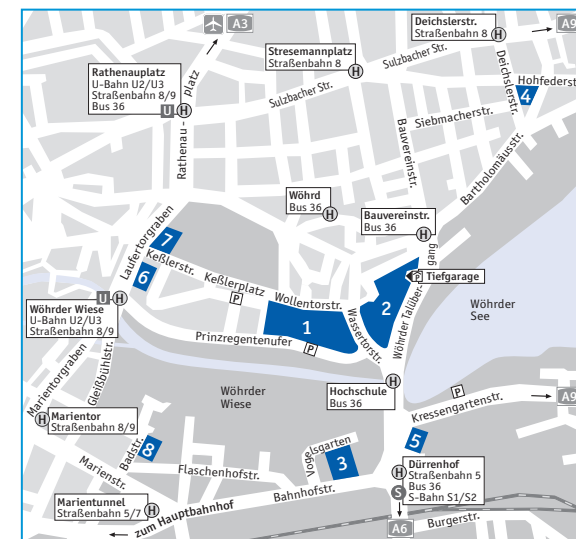 A3
Deichslerstr.
Straßenbahn 8
A9
Stresemannplatz
Straßenbahn 8
Sulzbacher Str.
Rathenauplatz
U-Bahn U2/U3
Straßenbahn 8/9
Bus 36
U H
H
H
Rathenau-platz
Sulzbacher Str.
Deichslerstr.
Hohfederst
4
Siebmacherstr.
Bauvereinstr.
Bartholomäusstr.
Wöhrd
Bus 36
H
Bauvereinstr.
Bus 36
H
Laufertorgraben
7
6
Keßlerstr.
Keßlerplatz
P
Wollentorstr.
1
2
P Tiefgarage
Wöhrder Talübergang
Wassertorstr.
Wöhrder
See
U H
Wöhrder Wiese
U-Bahn U2/U3
Straßenbahn 8/9
Prinzregentenufer
P
Marientorgraben
Gleißbühlstr.
Wöhrder
Wiese
Hochschule
Bus 36
H
P
Kressengartenstr.
A9
H
Marientor
Straßenbahn 8/9
Badstr.
8
Vogelsgarten
3
5
Marienstr.
Flaschenhofstr.
Bahnhofstr.
H
S
Dürrenhof
Straßenbahn 5
Bus 36
S-Bahn S1/S2
Marientunnel
Straßenbahn 5/7
H
zum Hauptbahnhof
A6
Burgerstr.